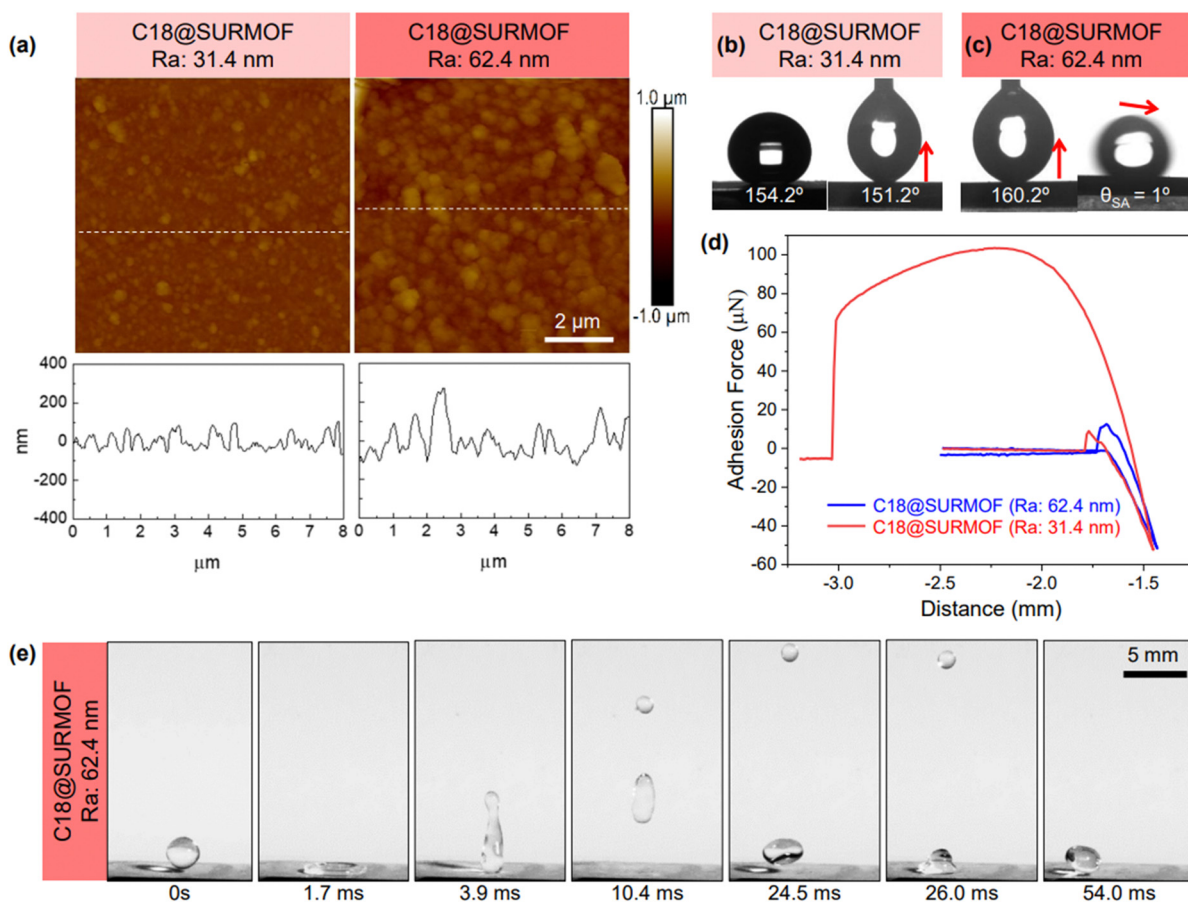 (a)
C18@SURMOF
Ra: 31.4 nm
C18@SURMOF
Ra: 62.4 nm
1.0 µm
-1.0 µm
2 µm
nm
400
200
0
-200
-400
0 1 2 3 4 5 6 7 8
µm
0 1 2 3 4 5 6 7 8
µm
(b)
C18@SURMOF
Ra: 31.4 nm
154.2º
151.2º
(c)
C18@SURMOF
Ra: 62.4 nm
160.2º
θSA = 1º
(d)
Adhesion Force (µN)
100
80
60
40
20
0
-20
-40
-60
C18@SURMOF (Ra: 62.4 nm)
C18@SURMOF (Ra: 31.4 nm)
-3.0 -2.5 -2.0 -1.5
Distance (mm)
(e)
C18@SURMOF
Ra: 62.4 nm
5 mm
0s 1.7 ms 3.9 ms 10.4 ms 24.5 ms 26.0 ms 54.0 ms